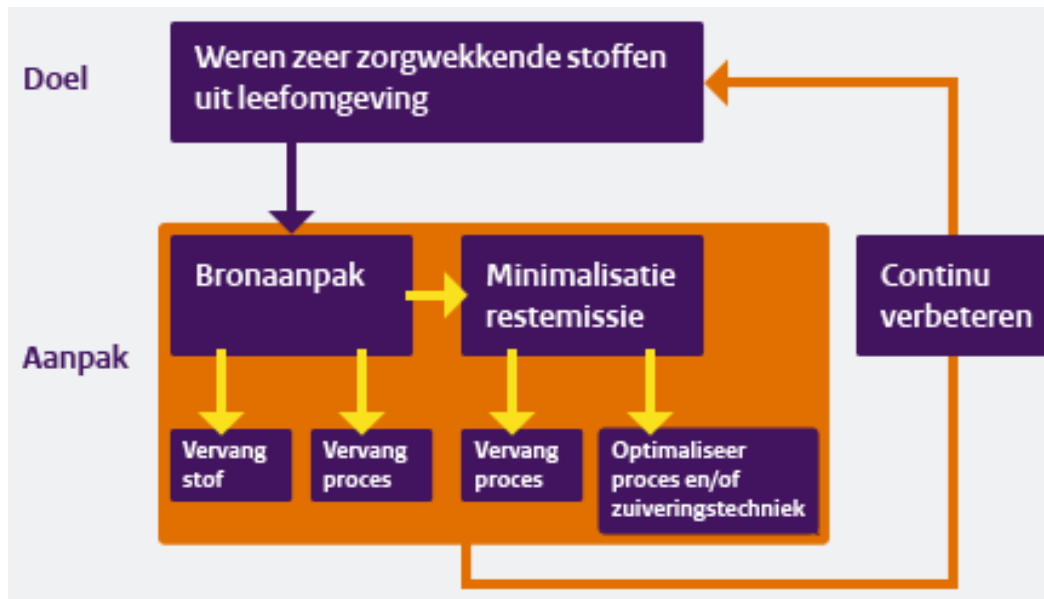 Doel
Weren zeer zorgwekkende stoffen
uit leefomgeving
Aanpak
Bronaanpak
Minimalisatie
restemissie
Continu
verbeteren
Vervang
stof
Vervang
proces
Vervang
proces
Optimaliseer
proces en/of
zuiveringstechniek